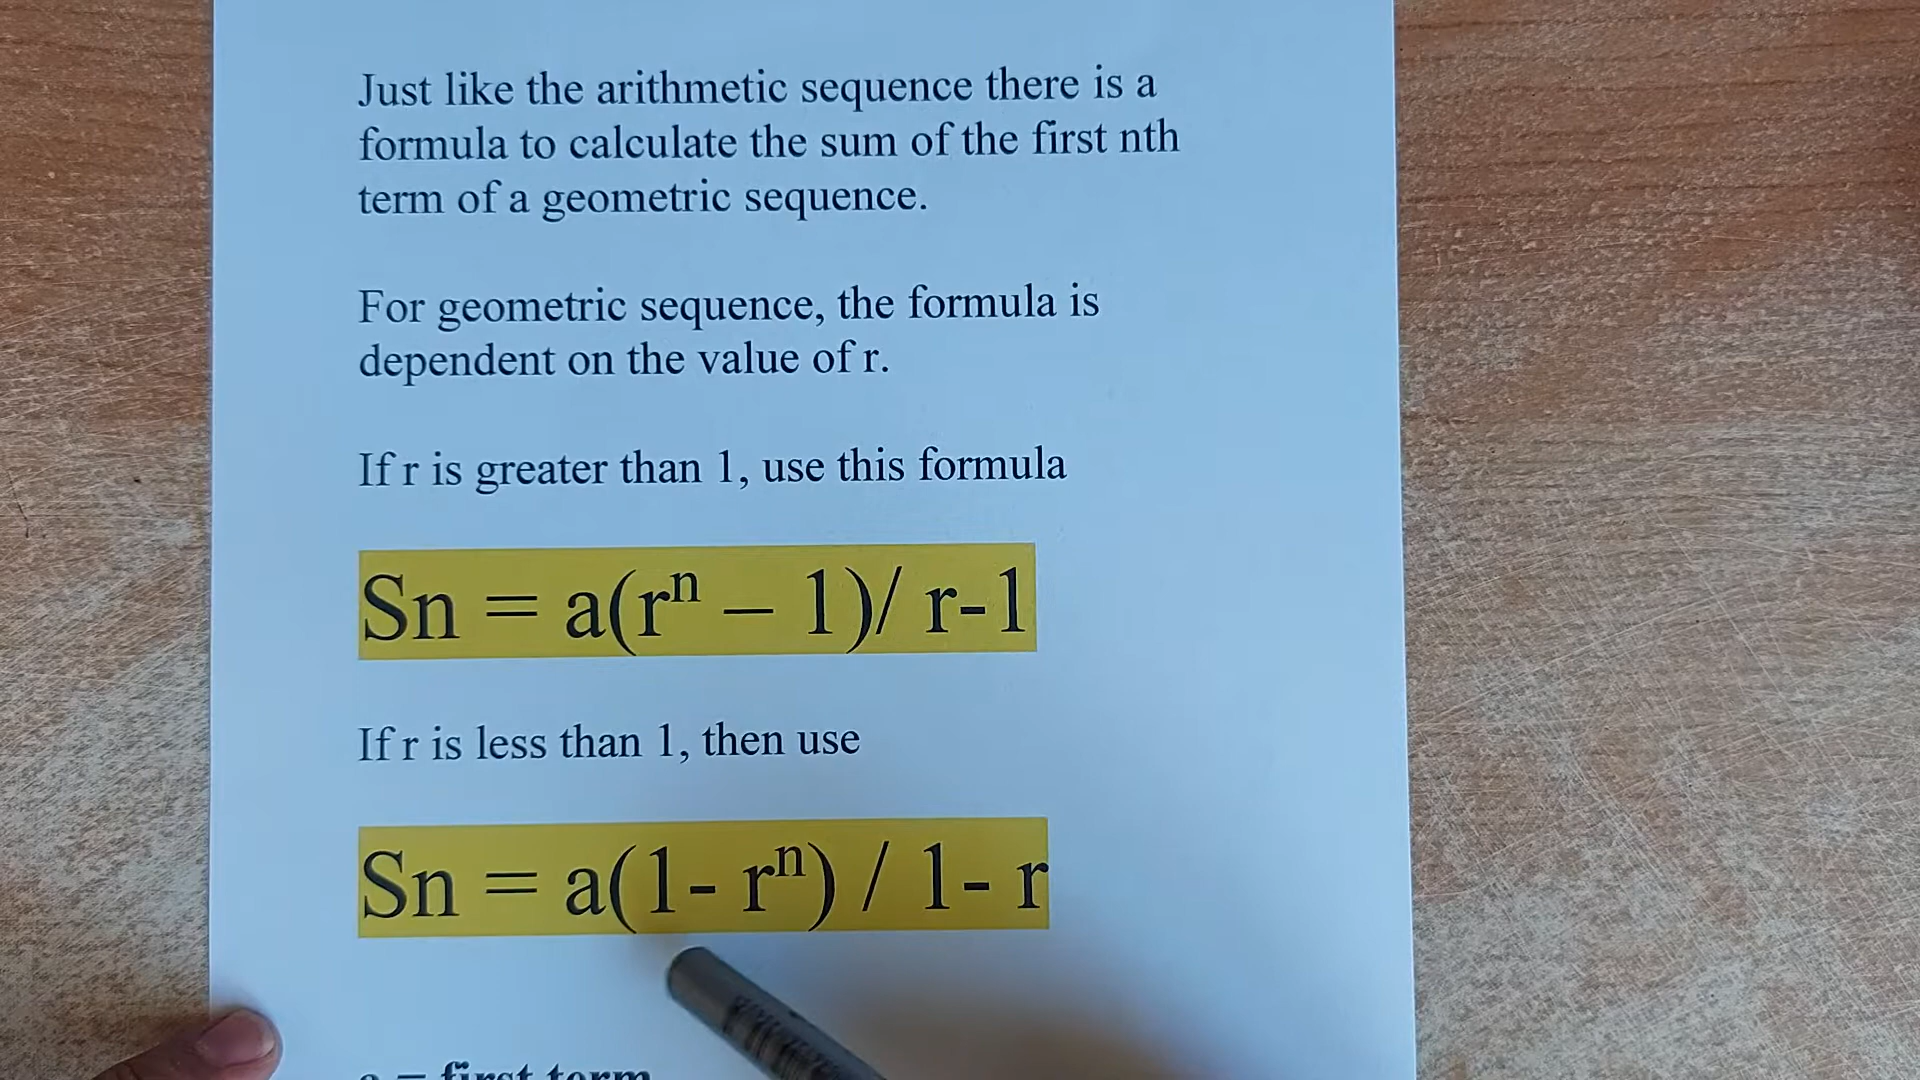 Just like the arithmetic sequence there is a
formula to calculate the sum of the first nth
term of a geometric sequence.
For geometric sequence, the formula is
dependent on the value of r.
If r is greater than 1, use this formula
Sn = a(rⁿ – 1)/ r-1
If r is less than 1, then use
Sn = a(1- rⁿ) / 1- r
a = first term